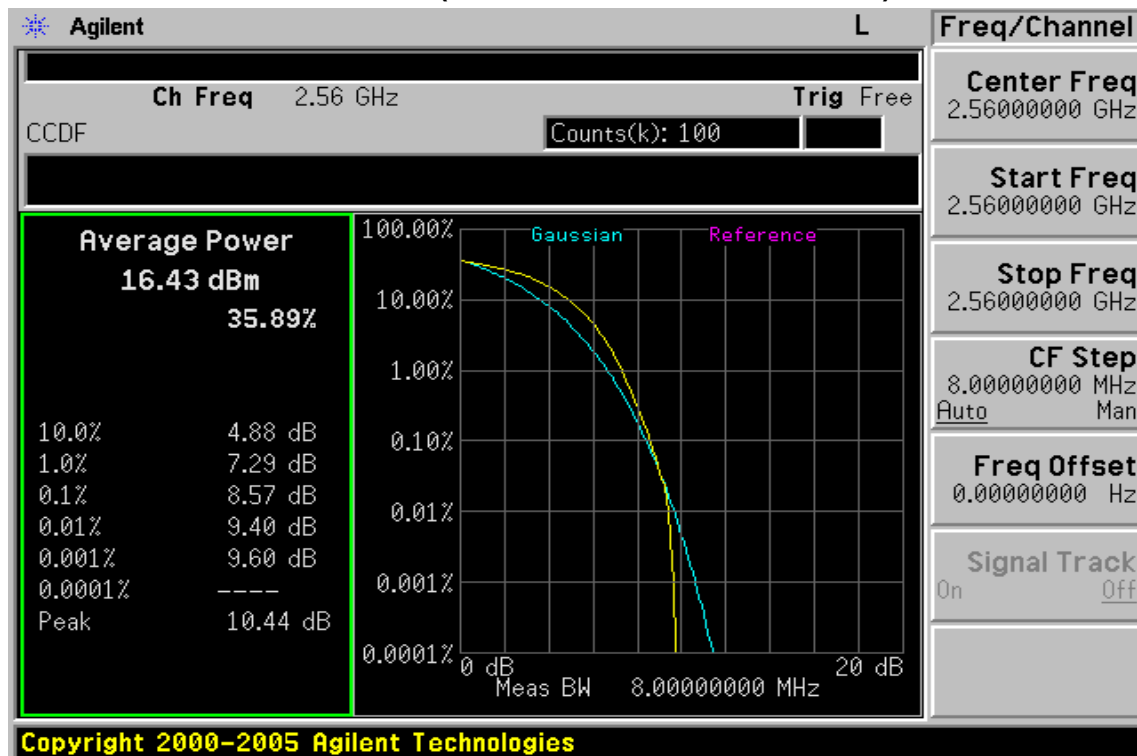 Agilent L Freq/Channel
Ch Freq 2.56 GHz Trig Free
CCDF Counts(k): 100
Center Freq
2.56000000 GHz
Start Freq
2.56000000 GHz
Stop Freq
2.56000000 GHz
CF Step
8.00000000 MHz
Auto Man
Freq Offset
0.00000000 Hz
Signal Track
On Off
Average Power
16.43 dBm
35.89%
10.0% 4.88 dB
1.0% 7.29 dB
0.1% 8.57 dB
0.01% 9.40 dB
0.001% 9.60 dB
0.0001% ----
Peak 10.44 dB
Gaussian Reference
100.00%
10.00%
1.00%
0.10%
0.01%
0.001%
0.0001%
0 dB 20 dB
Meas BW 8.00000000 MHz
Copyright 2000-2005 Agilent Technologies